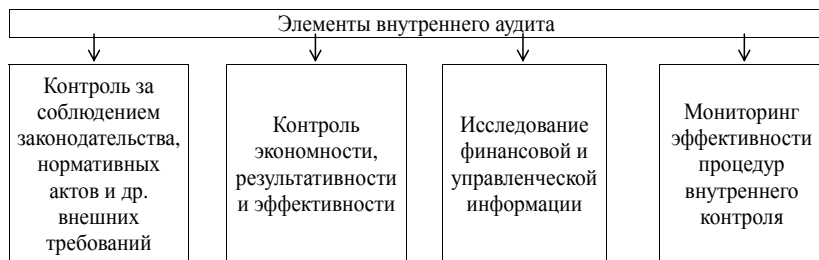 Элементы внутреннего аудита
Контроль за
соблюдением
законодательства,
нормативных
актов и др.
внешних
требований
Контроль
экономности,
результативности
и эффективности
Исследование
финансовой и
управленческой
информации
Мониторинг
эффективности
процедур
внутреннего
контроля